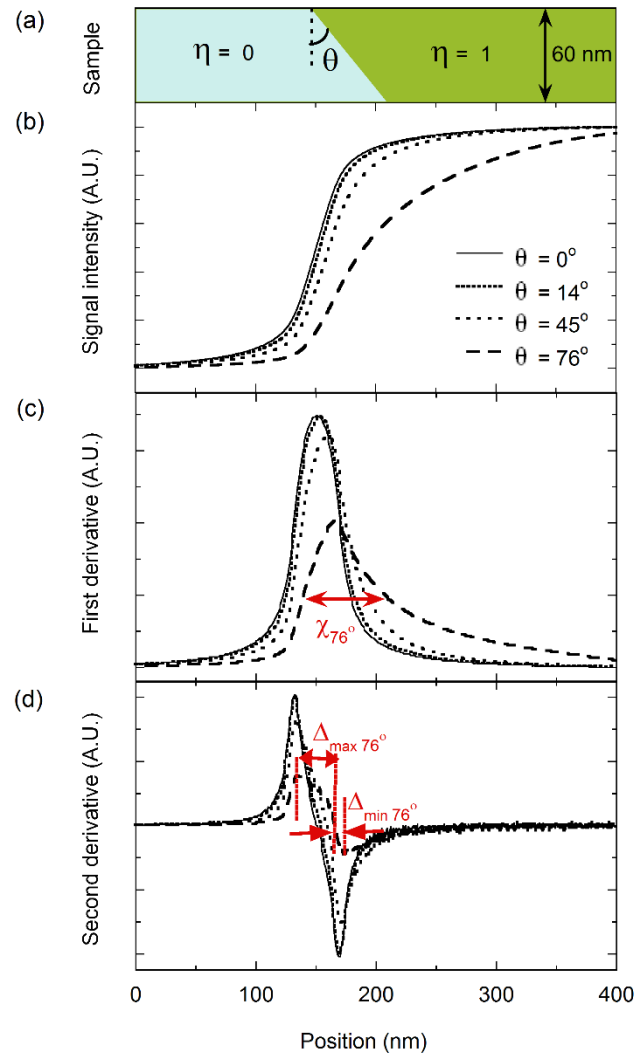 (a)
Sample
η = 0
θ
η = 1
60 nm
(b)
Signal intensity (A.U.)
θ = 0°
θ = 14°
θ = 45°
θ = 76°
(c)
First derivative (A.U.)
χ76°
(d)
Second derivative (A.U.)
Δmax 76°
Δmin 76°
0 100 200 300 400
Position (nm)